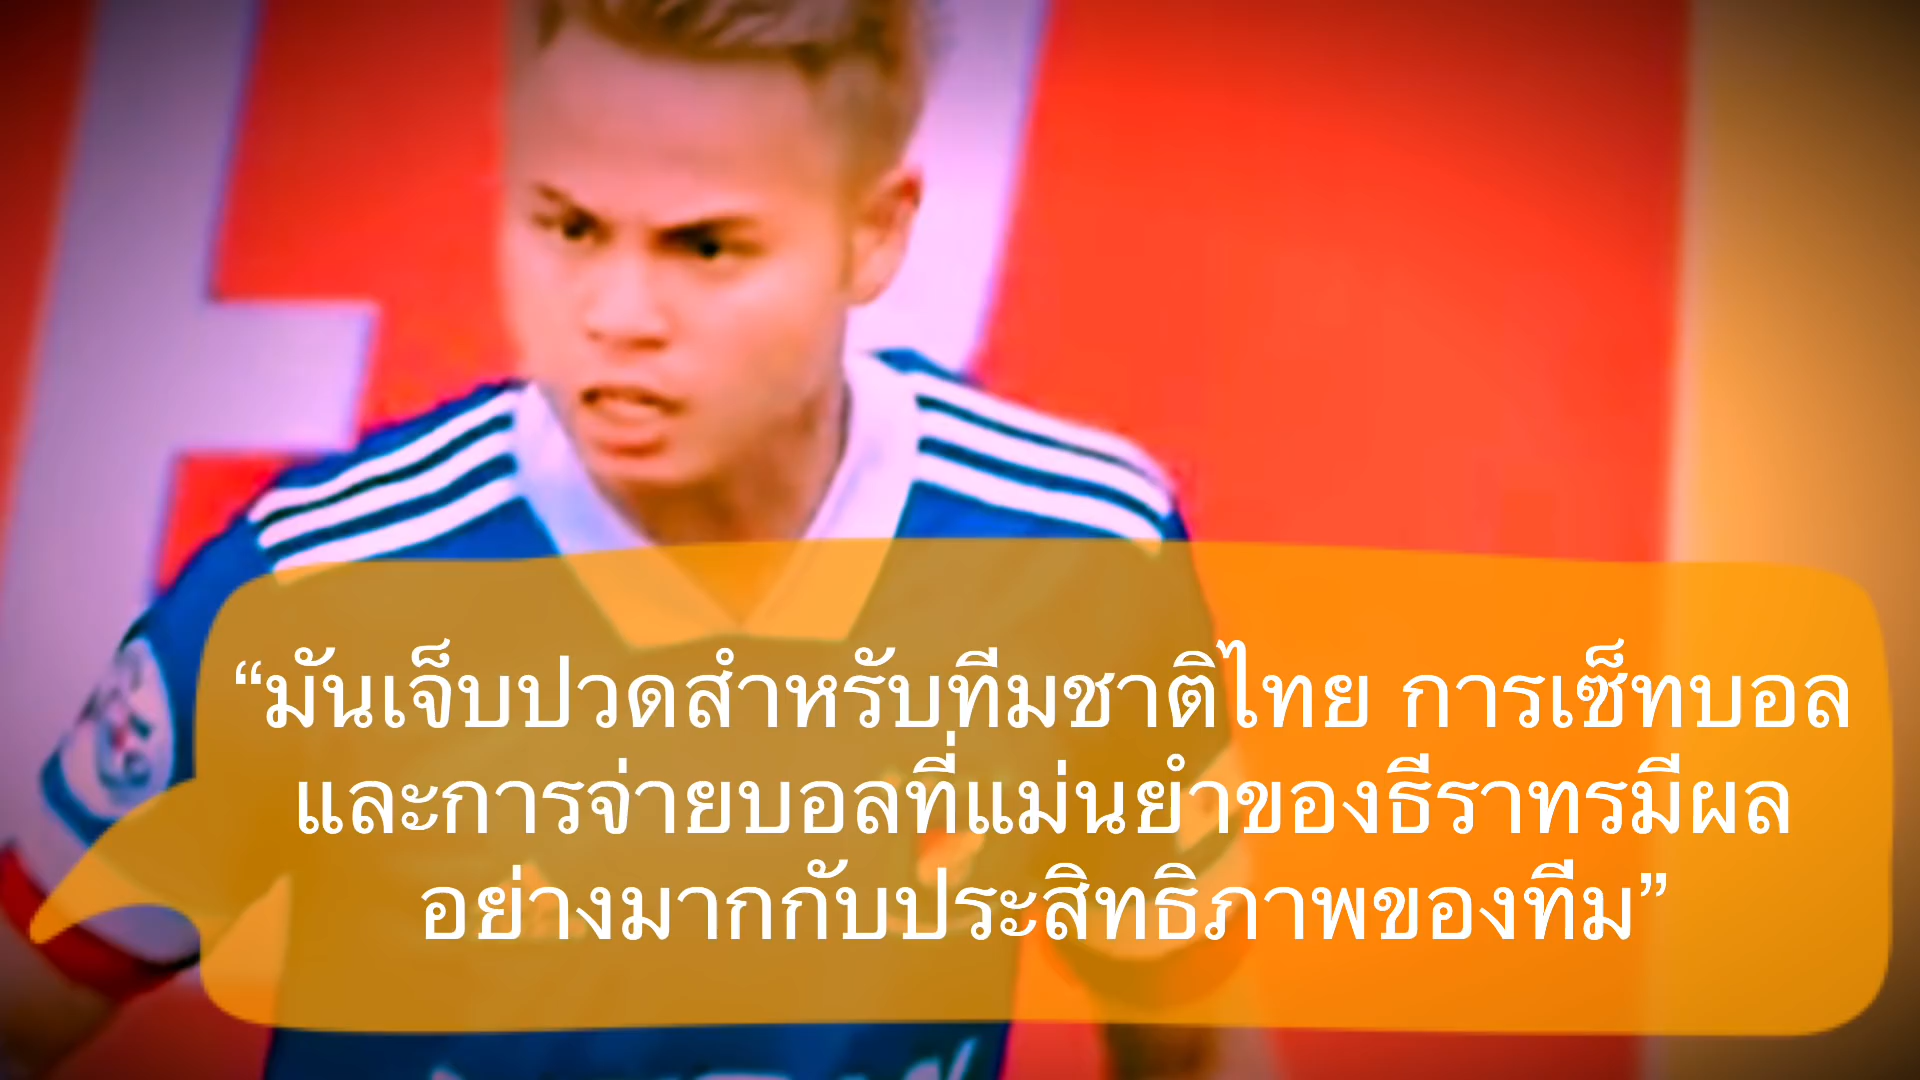 “มันเจ็บปวดสำหรับทีมชาติไทย การเซ็ทบอล
และการจ่ายบอลที่แม่นยำของธีราทรมีผล
อย่างมากกับประสิทธิภาพของทีม”